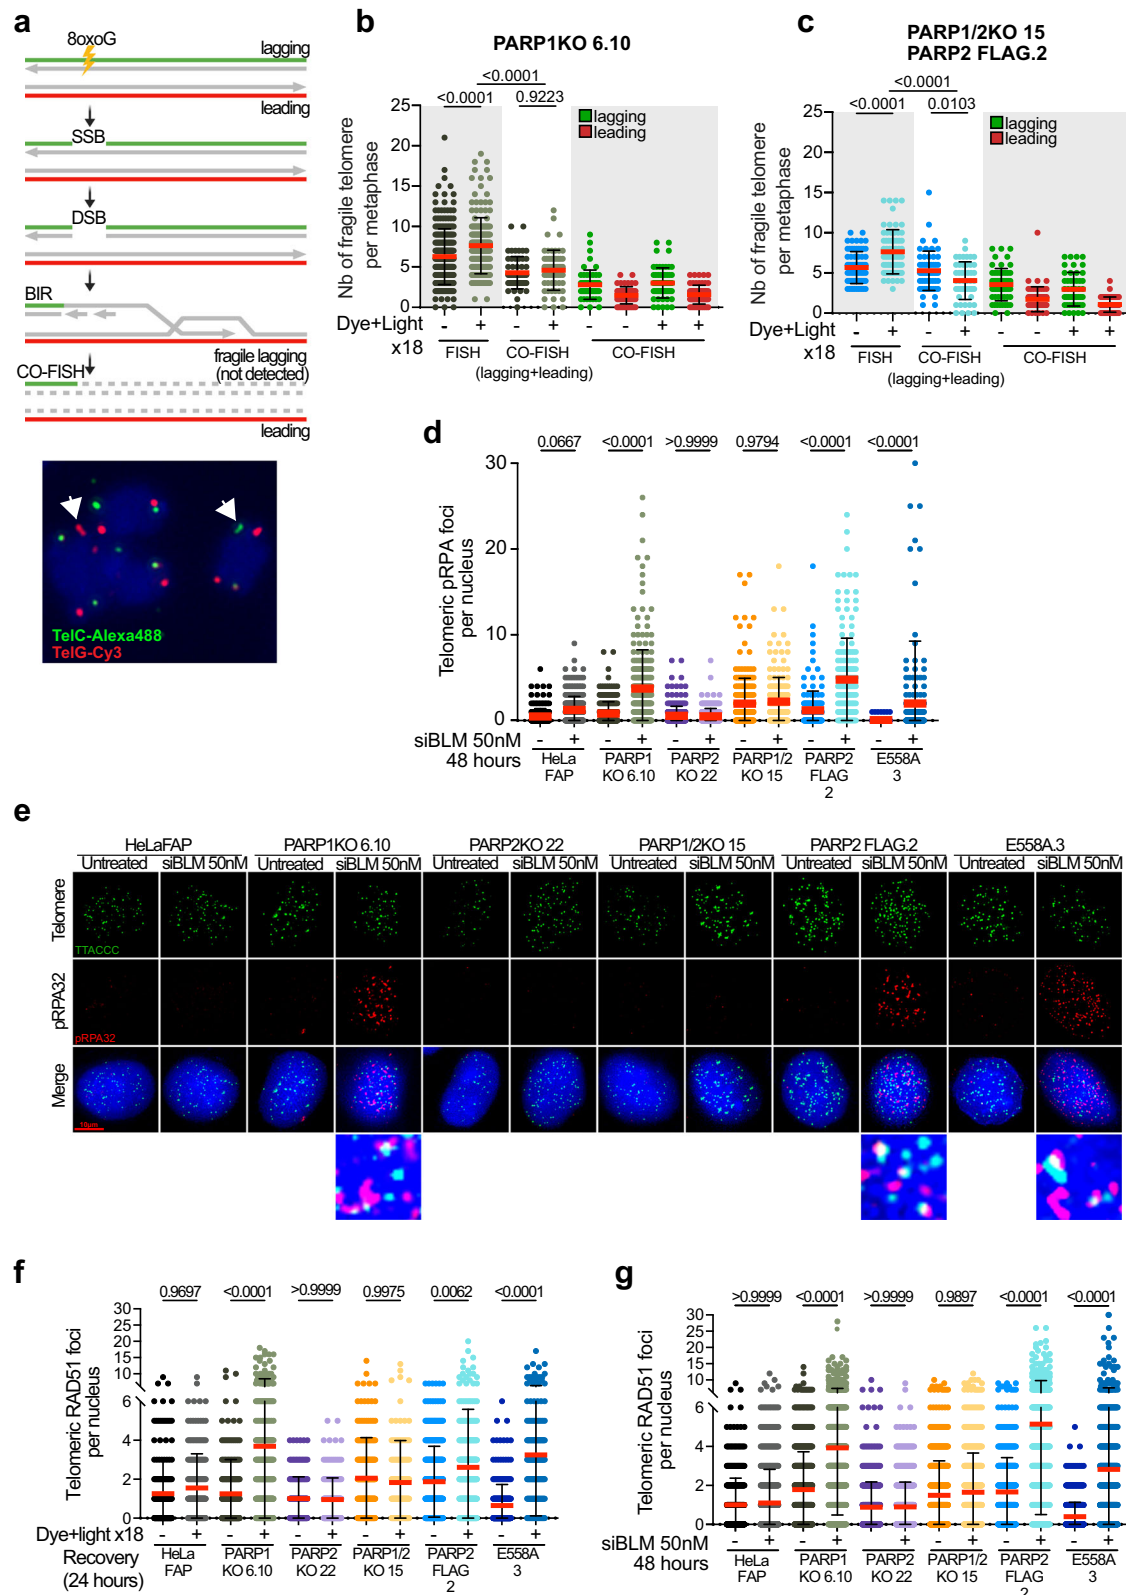 a
8oxoG
lagging
leading
SSB
DSB
BIR
fragile lagging
(not detected)
CO-FISH
leading
TelC-Alexa488
TelG-Cy3
b
PARP1KO 6.10
<0.0001
<0.0001
0.9223
lagging
leading
Nb of fragile telomere
per metaphase
25
20
15
10
5
0
Dye+Light
x18
- + - + - - + +
FISH
CO-FISH
CO-FISH
(lagging+leading)
c
PARP1/2KO 15
PARP2 FLAG.2
<0.0001
<0.0001
0.0103
lagging
leading
Nb of fragile telomere
per metaphase
25
20
15
10
5
0
Dye+Light
x18
- + - + - - + +
FISH
CO-FISH
CO-FISH
(lagging+leading)
d
0.0667
<0.0001
>0.9999
0.9794
<0.0001
<0.0001
Telomeric pRPA foci
per nucleus
30
20
10
0
siBLM 50nM
48 hours
- + - + - + - + - + - +
HeLa
FAP
PARP1
KO 6.10
PARP2
KO 22
PARP1/2
KO 15
PARP2
FLAG
2
E558A
3
e
HeLaFAP
PARP1KO 6.10
PARP2KO 22
PARP1/2KO 15
PARP2 FLAG.2
E558A.3
Untreated siBLM 50nM
Untreated siBLM 50nM
Untreated siBLM 50nM
Untreated siBLM 50nM
Untreated siBLM 50nM
Untreated siBLM 50nM
Telomere
TTACCC
pRPA32
pRPA32
Merge
10µm
f
0.9697
<0.0001
>0.9999
0.9975
0.0062
<0.0001
Telomeric RAD51 foci
per nucleus
30
25
20
15
10
6
4
2
0
Dye+light x18
Recovery
(24 hours)
- + - + - + - + - + - +
HeLa
FAP
PARP1
KO 6.10
PARP2
KO 22
PARP1/2
KO 15
PARP2
FLAG
2
E558A
3
g
>0.9999
<0.0001
>0.9999
0.9897
<0.0001
<0.0001
Telomeric RAD51 foci
per nucleus
30
25
20
15
10
6
4
2
0
siBLM 50nM
48 hours
- + - + - + - + - + - +
HeLa
FAP
PARP1
KO 6.10
PARP2
KO 22
PARP1/2
KO 15
PARP2
FLAG
2
E558A
3